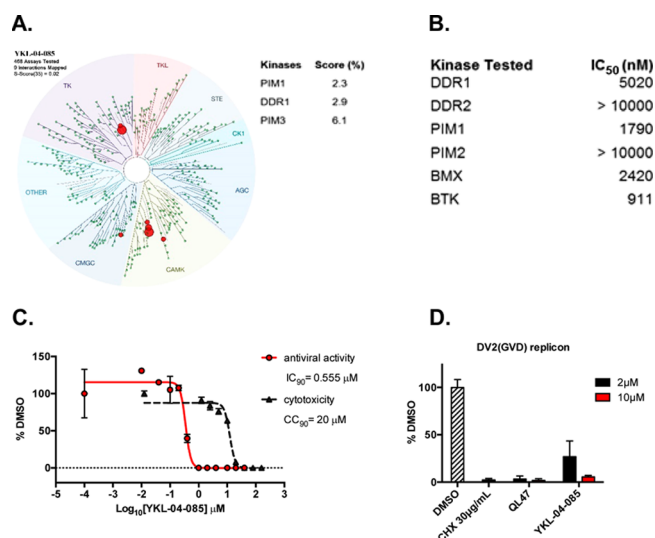 A.
YKL-04-085
468 Assays Tested
9 Interactions Mapped
S-Score(35) = 0.02
TK
TKL
STE
CK1
AGC
CAMK
CMGC
OTHER
Kinases Score (%)
PIM1 2.3
DDR1 2.9
PIM3 6.1
B.
Kinase Tested IC50 (nM)
DDR1 5020
DDR2 > 10000
PIM1 1790
PIM2 > 10000
BMX 2420
BTK 911
C.
% DMSO
150
100
50
0
-5 -4 -3 -2 -1 0 1 2 3
Log10[YKL-04-085] µM
antiviral activity
IC90= 0.555 µM
cytotoxicity
CC90= 20 µM
D.
DV2(GVD) replicon
% DMSO
100
50
0
DMSO
CHX 30µg/mL
QL47
YKL-04-085
2µM
10µM